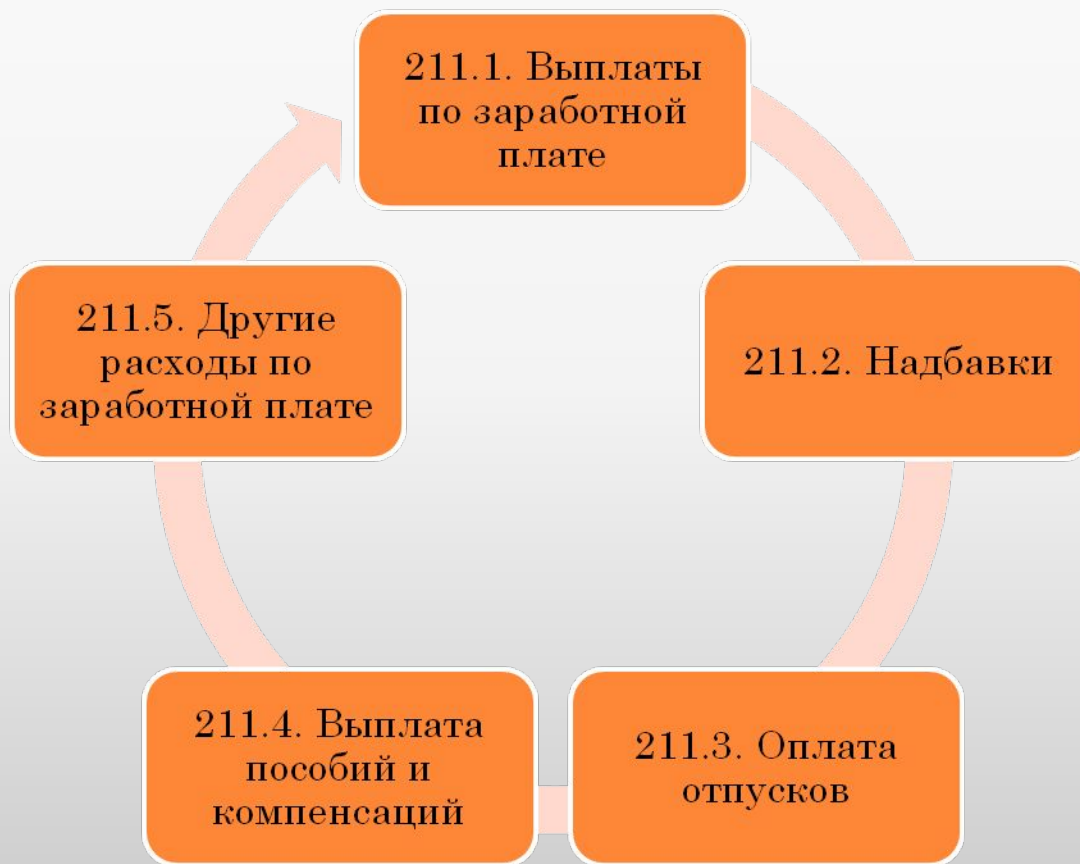 211.1. Выплаты
по заработной
плате
211.2. Надбавки
211.3. Оплата
отпусков
211.4. Выплата
пособий и
компенсаций
211.5. Другие
расходы по
заработной плате